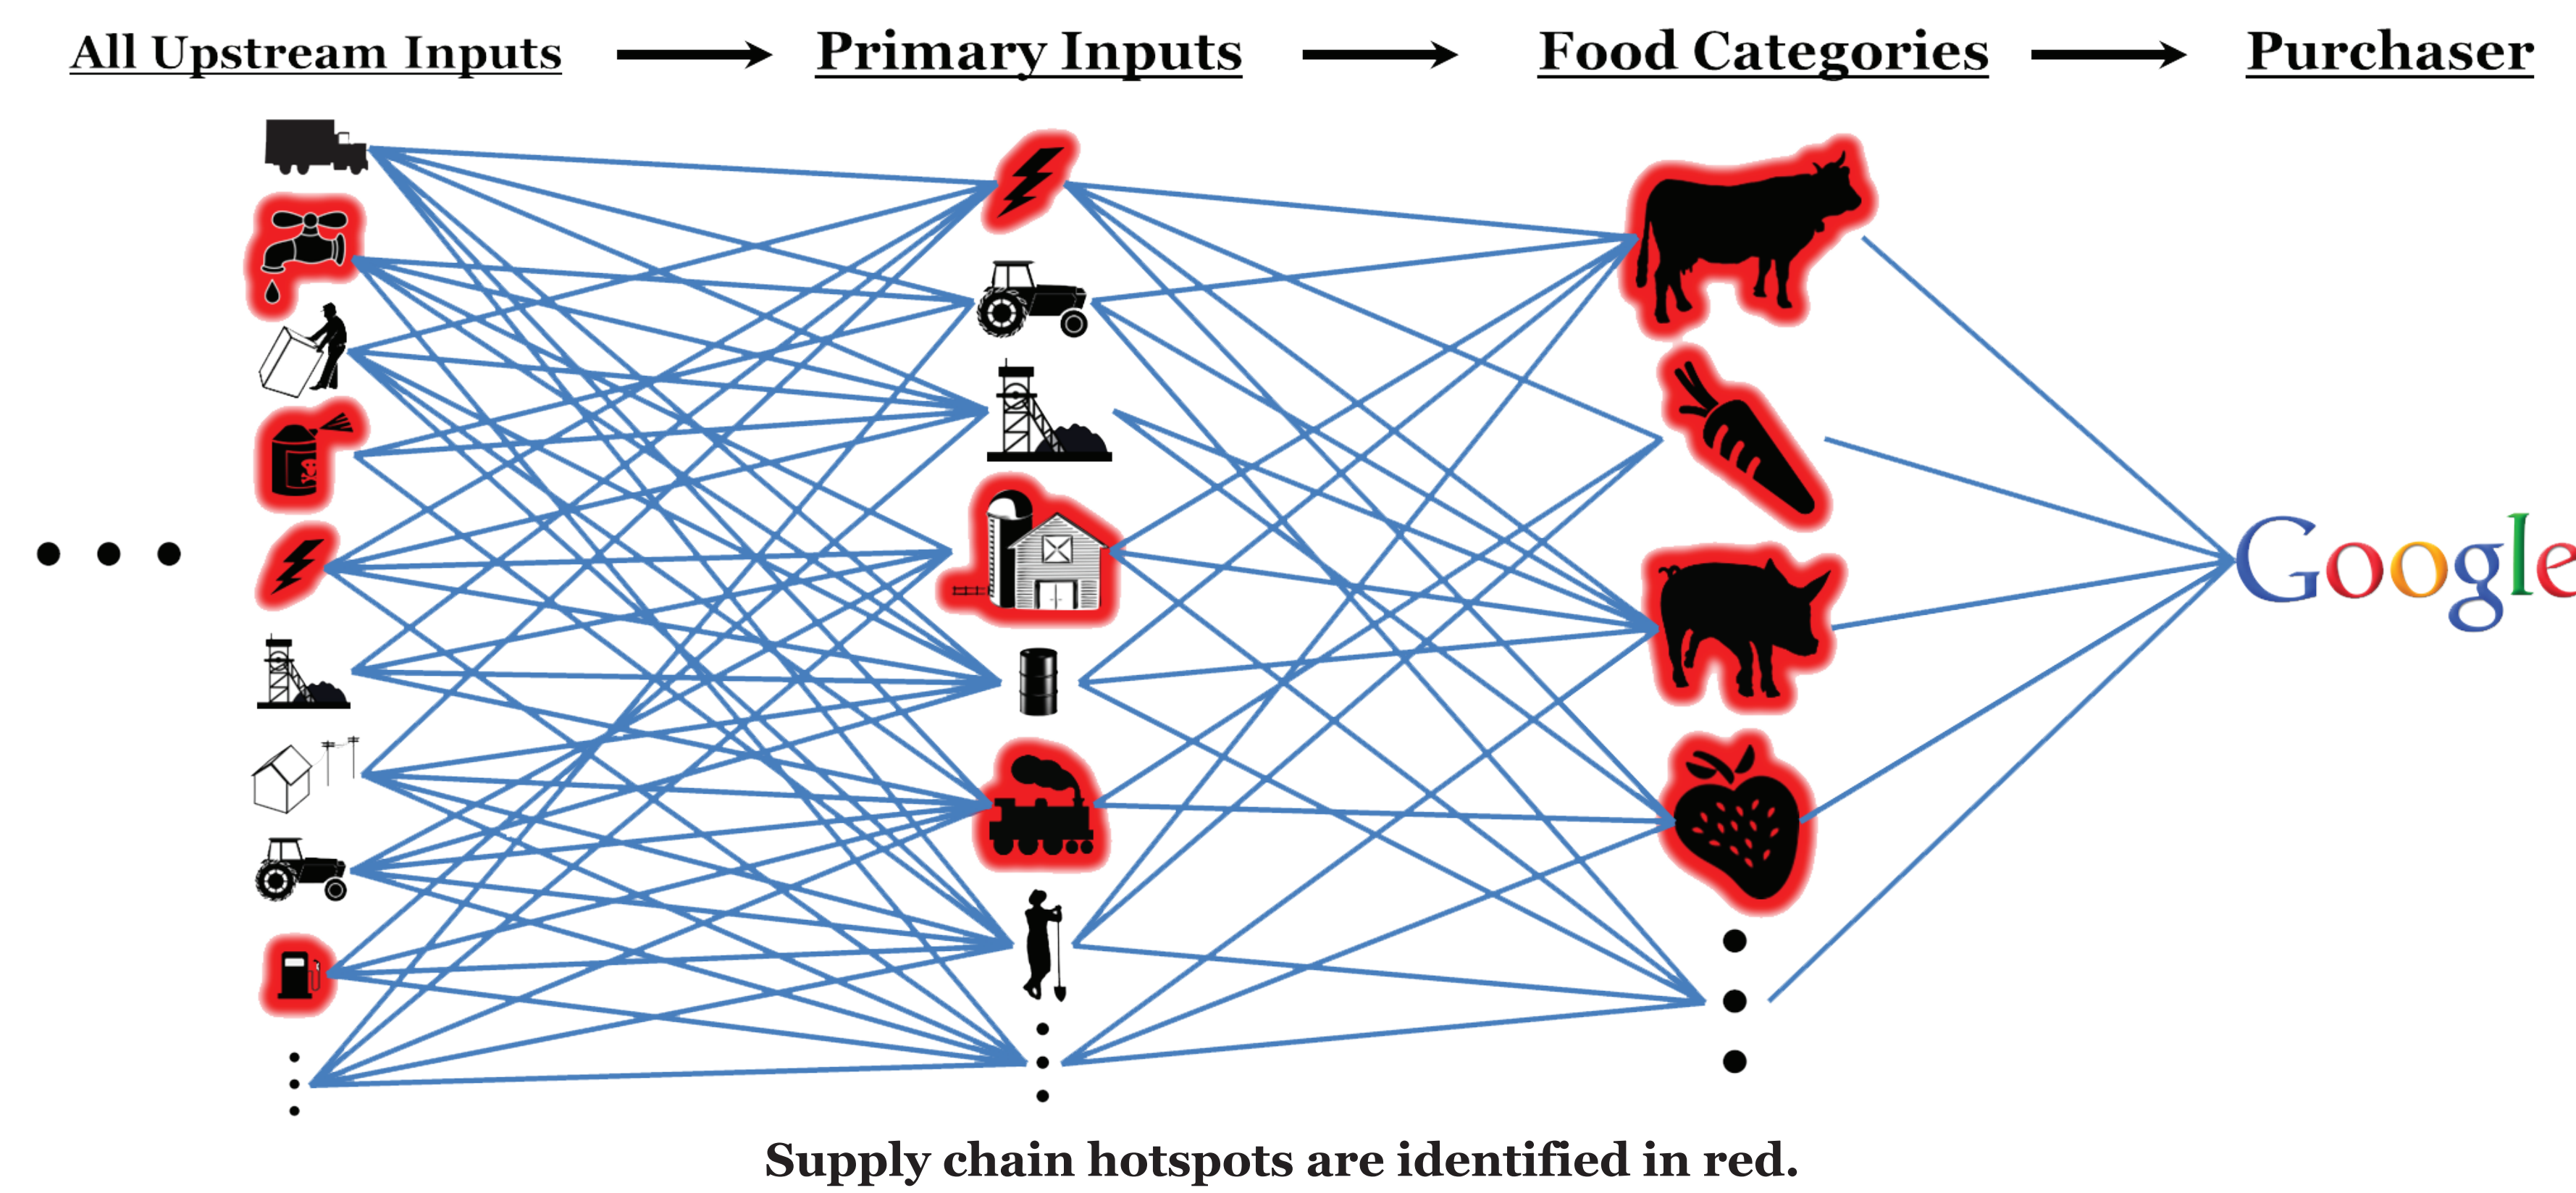 All Upstream Inputs
Primary Inputs
Food Categories
Purchaser
Google
Supply chain hotspots are identified in red.